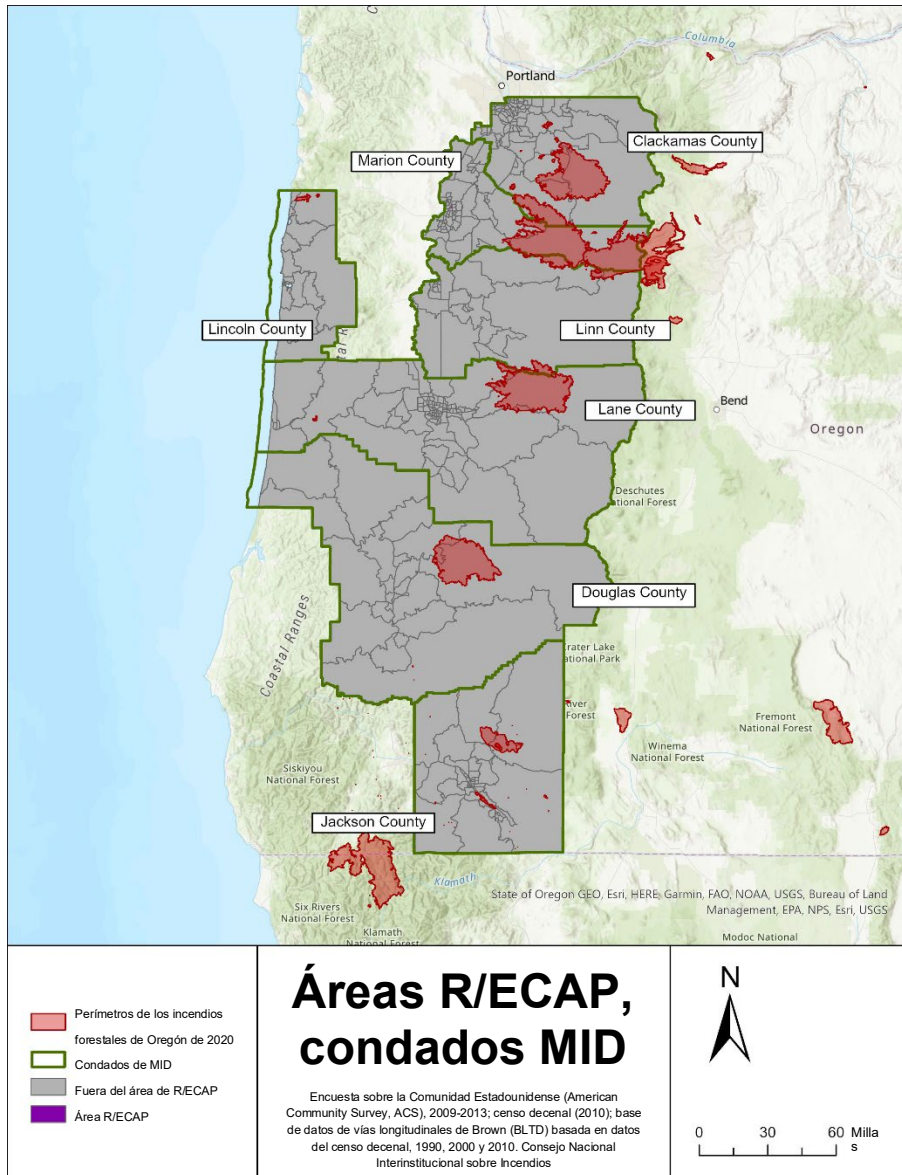 Columbia
Portland
Clackamas County
Marion County
Lincoln County
Linn County
Lane County
Bend
Oregon
Deschutes
ational Forest
Douglas County
Coastal Ranges
rater Lake
ational Park
iver
Forest
Fremont
National Forest
Winema
National Forest
Siskiyou
National Forest
Jackson County
Klamath
State of Oregon GEO, Esri, HERE, Garmin, FAO, NOAA, USGS, Bureau of Land
Management, EPA, NPS, Esri, USGS
Six Rivers
National Forest
Klamath
National Forest
Modoc National
Perímetros de los incendios
forestales de Oregón de 2020
Condados de MID
Fuera del área de R/ECAP
Área R/ECAP
Áreas R/ECAP,
condados MID
Encuesta sobre la Comunidad Estadounidense (American
Community Survey, ACS), 2009-2013; censo decenal (2010); base
de datos de vías longitudinales de Brown (BLTD) basada en datos
del censo decenal, 1990, 2000 y 2010. Consejo Nacional
Interinstitucional sobre Incendios
N
0 30 60 Milla
s